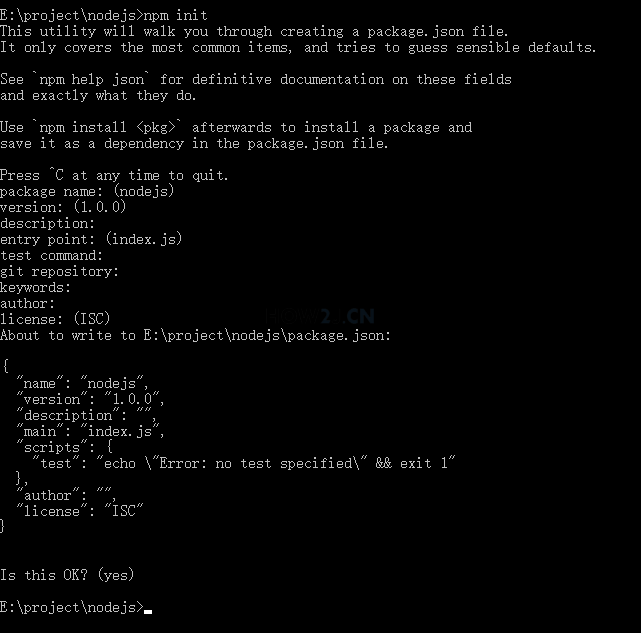 E:\project\nodejs>npm init
This utility will walk you through creating a package.json file.
It only covers the most common items, and tries to guess sensible defaults.
See `npm help json` for definitive documentation on these fields
and exactly what they do.
Use `npm install <pkg>` afterwards to install a package and
save it as a dependency in the package.json file.
Press ^C at any time to quit.
package name: (nodejs)
version: (1.0.0)
description:
entry point: (index.js)
test command:
git repository:
keywords:
author:
license: (ISC)
About to write to E:\project\nodejs\package.json:
{
  "name": "nodejs",
  "version": "1.0.0",
  "description": "",
  "main": "index.js",
  "scripts": {
    "test": "echo \"Error: no test specified\" && exit 1"
  },
  "author": "",
  "license": "ISC"
}
Is this OK? (yes)
E:\project\nodejs>